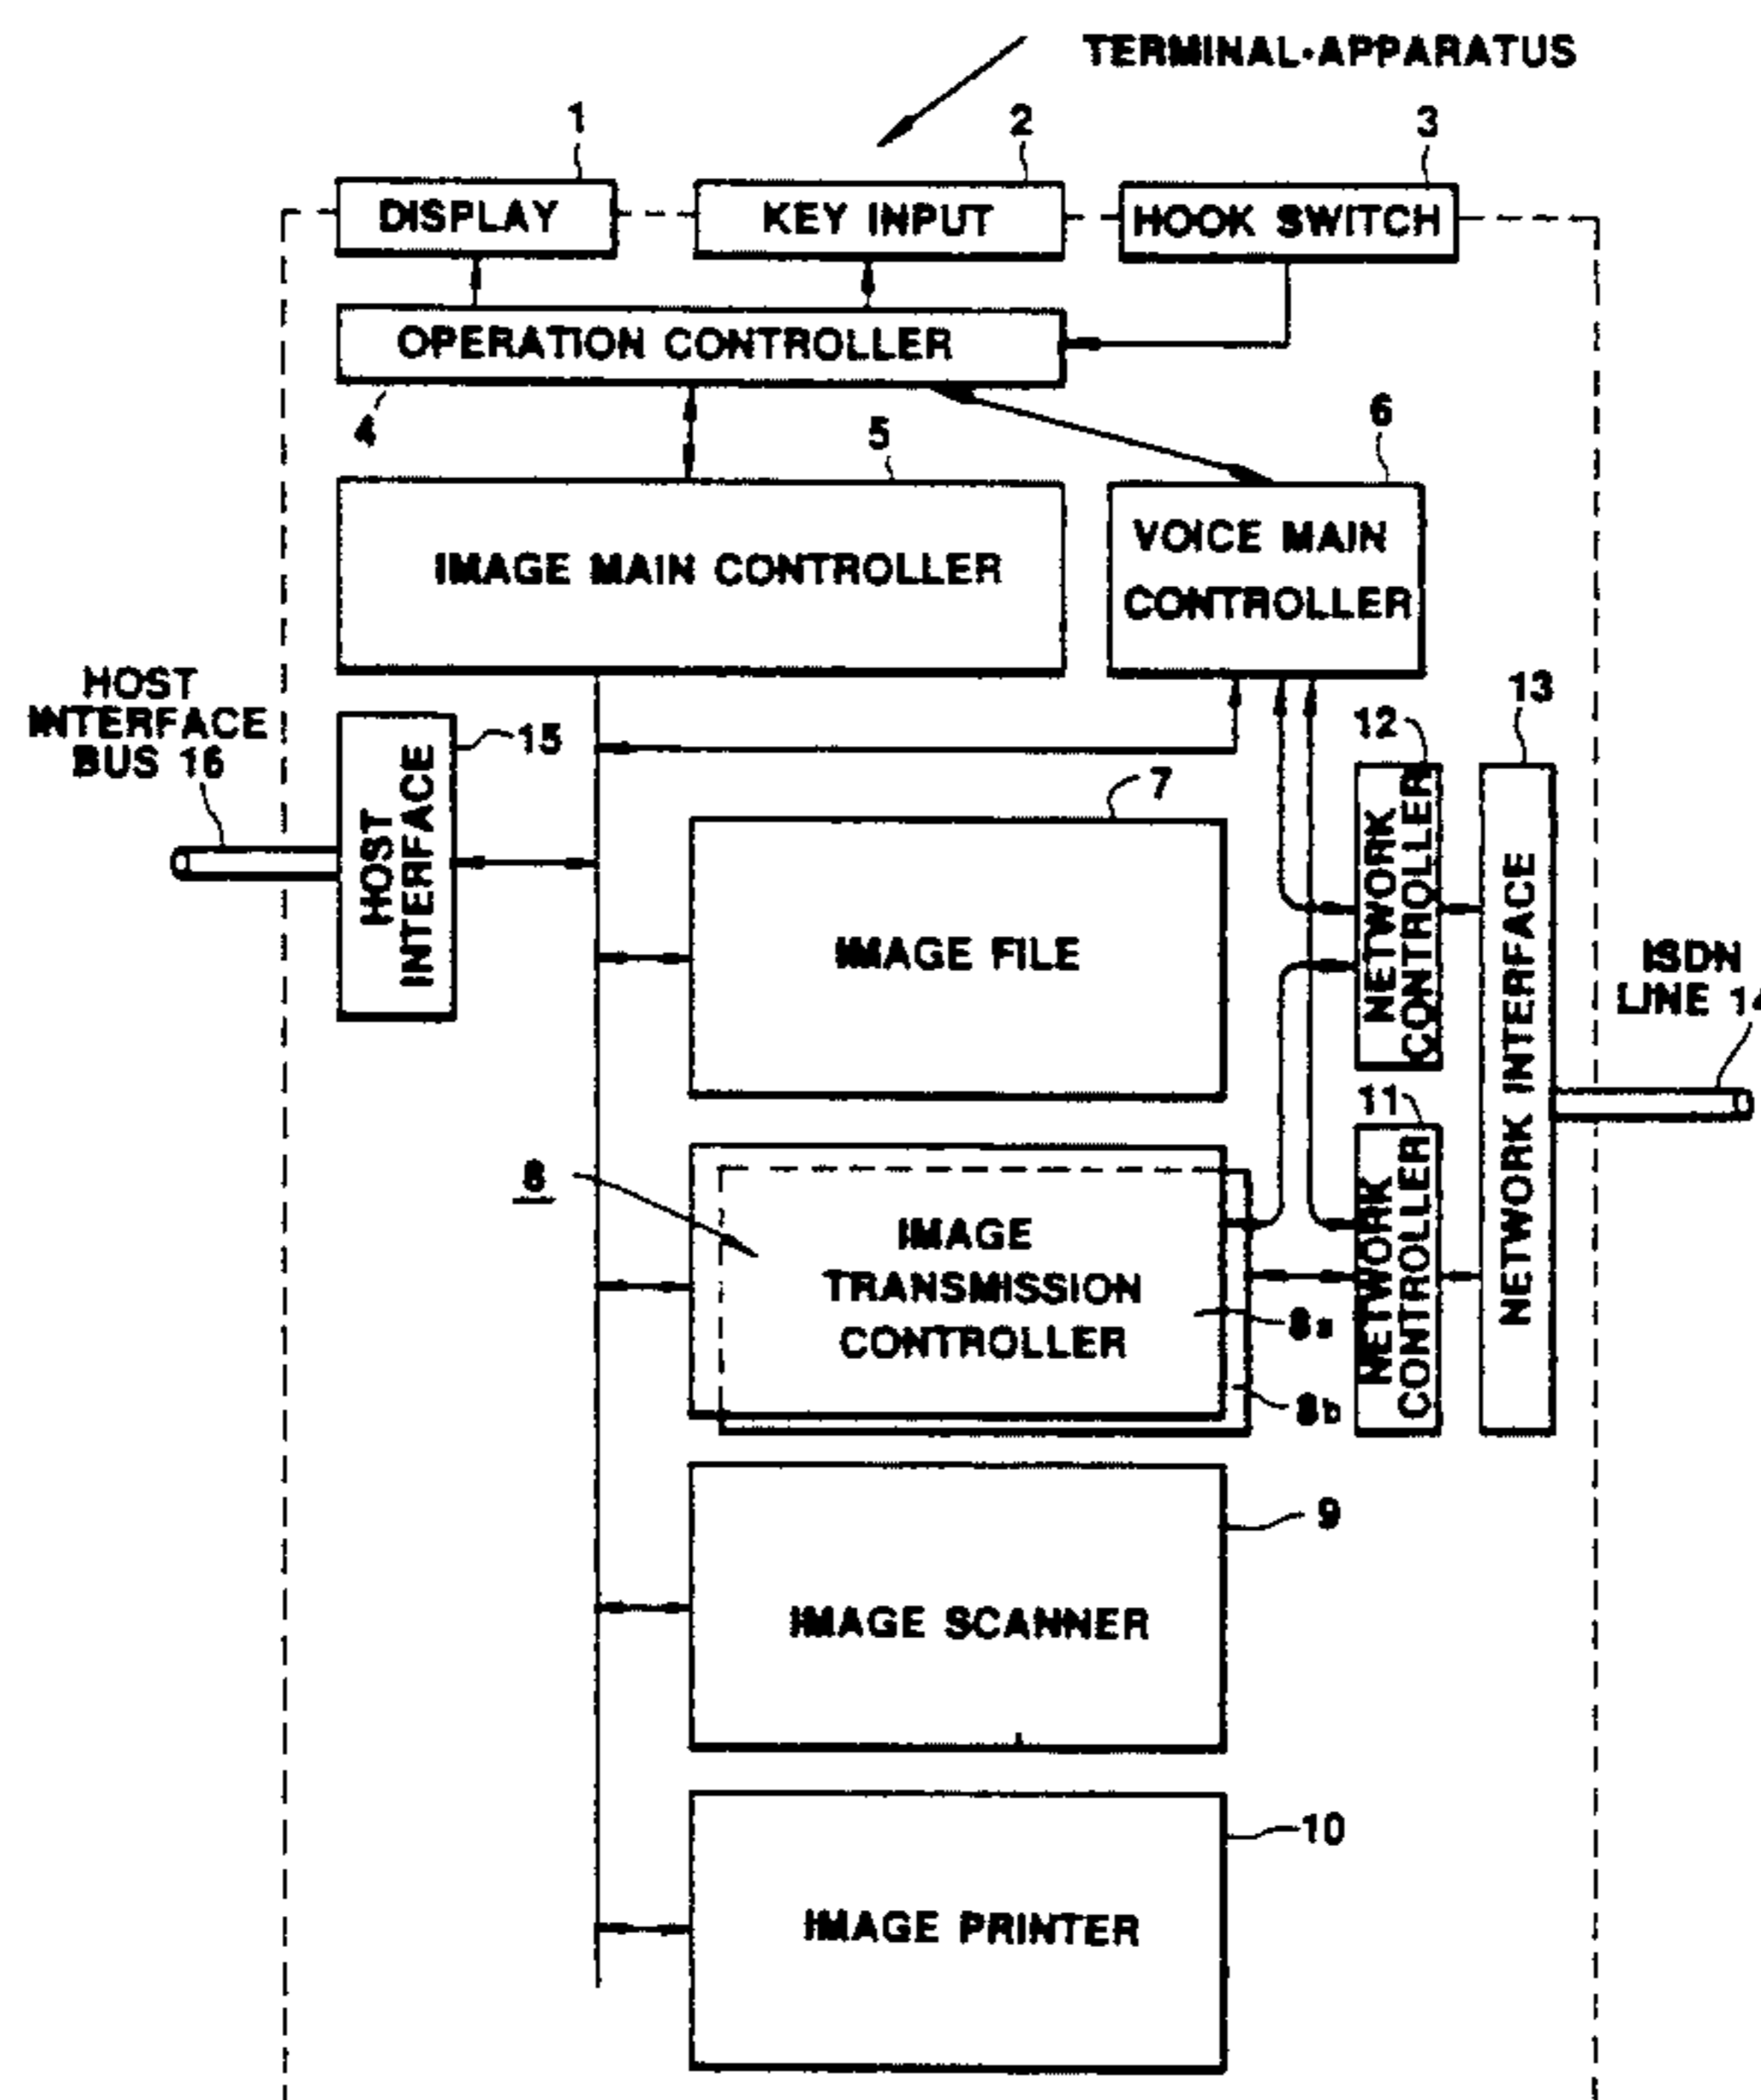 TERMINAL·APPARATUS
1
2
3
DISPLAY
KEY INPUT
HOOK SWITCH
OPERATION CONTROLLER
4
5
6
IMAGE MAIN CONTROLLER
VOICE MAIN
CONTROLLER
HOST
INTERFACE
BUS 16
15
HOST
INTERFACE
7
12
13
IMAGE FILE
NETWORK
CONTROLLER
NETWORK INTERFACE
ISDN
LINE 14
11
8
IMAGE
TRANSMISSION
CONTROLLER
8a
8b
NETWORK
CONTROLLER
9
IMAGE SCANNER
10
IMAGE PRINTER